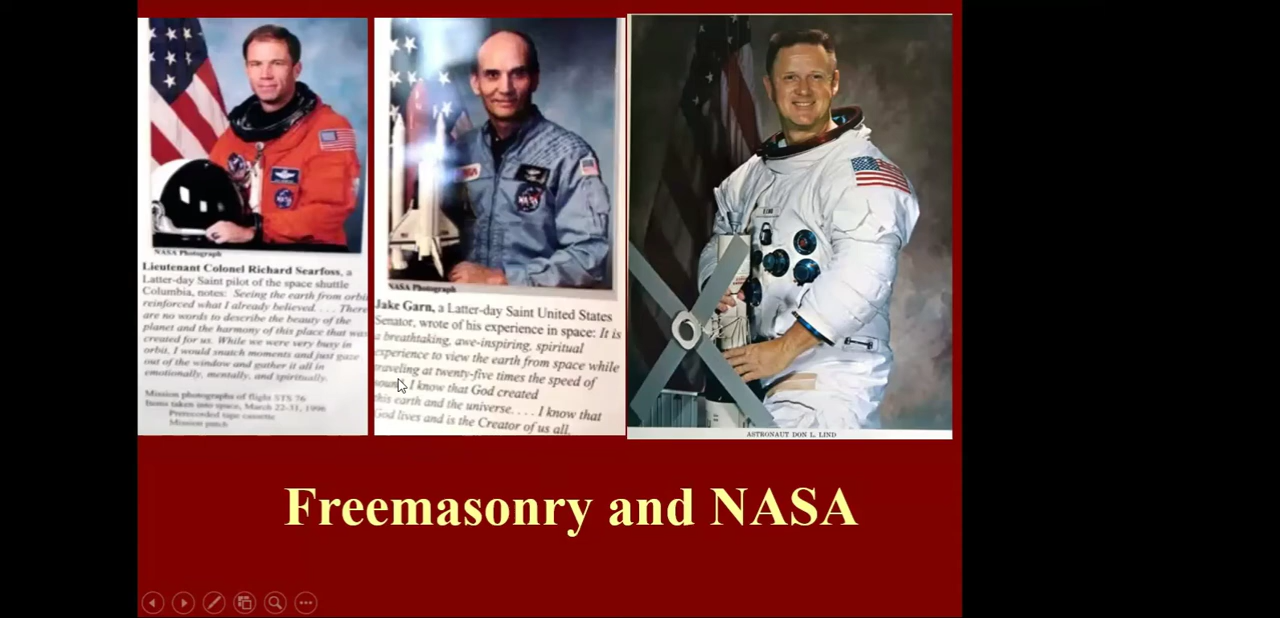 NASA Photograph
Lieutenant Colonel Richard Searfoss, a
Latter-day Saint pilot of the space shuttle
Columbia, notes: Seeing the earth from orbit
reinforced what I already believed. . . . There
are no words to describe the beauty of the
planet and the harmony of this place that was
created for us. While we were very busy in
orbit, I would snatch moments and just gaze
out of the window and gather it all in
emotionally, mentally, and spiritually.
Mission photographs of flight STS 76
Items taken into space, March 22-31, 1996
Prerecorded tape cassette
Mission patch
NASA
NASA Photograph
Jake Garn, a Latter-day Saint United States
Senator, wrote of his experience in space: It is
a breathtaking, awe-inspiring, spiritual
experience to view the earth from space while
traveling at twenty-five times the speed of
sound. I know that God created
this earth and the universe. . . . I know that
God lives and is the Creator of us all.
ASTRONAUT DON L. LIND
Freemasonry and NASA